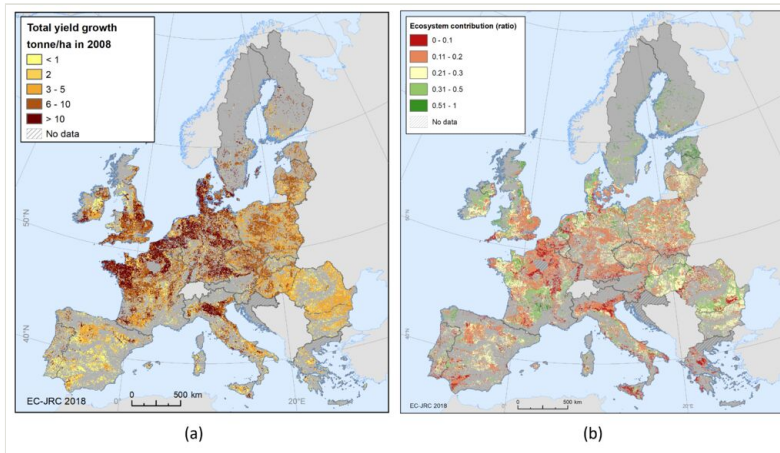 Total yield growth
tonne/ha in 2008
< 1
2
3 - 5
6 - 10
> 10
No data
50°N
40°N
0°
20°E
EC-JRC 2018
0
500 km
(a)
Ecosystem contribution (ratio)
0 - 0.1
0.11 - 0.2
0.21 - 0.3
0.31 - 0.5
0.51 - 1
No data
EC-JRC 2018
0
500 km
(b)